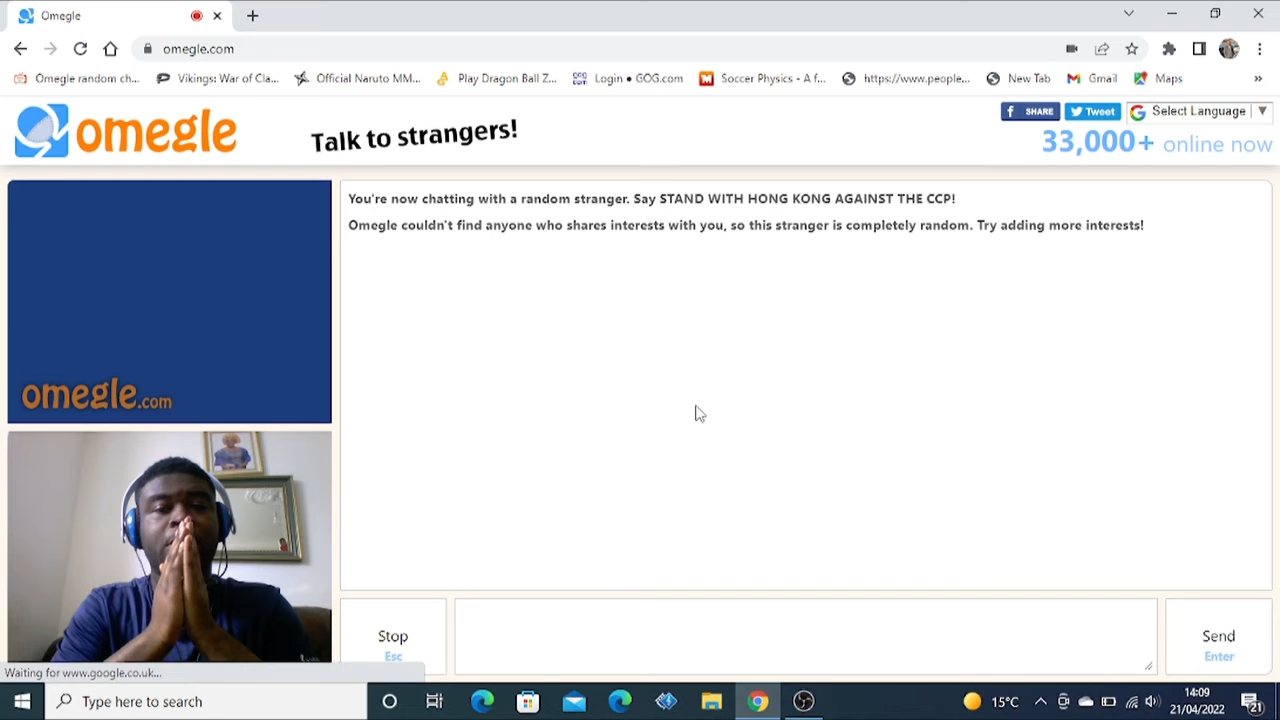 Omegle
omegle.com
Omegle random ch...
Vikings: War of Cla...
Official Naruto MM...
Play Dragon Ball Z...
Login • GOG.com
Soccer Physics - A f...
https://www.people...
New Tab
Gmail
Maps
»
omegle
Talk to strangers!
f SHARE
Tweet
G Select Language ▼
33,000+ online now
You're now chatting with a random stranger. Say STAND WITH HONG KONG AGAINST THE CCP!
Omegle couldn't find anyone who shares interests with you, so this stranger is completely random. Try adding more interests!
omegle.com
Stop
Esc
Send
Enter
Waiting for www.google.co.uk...
Type here to search
15°C
14:09
21/04/2022
21